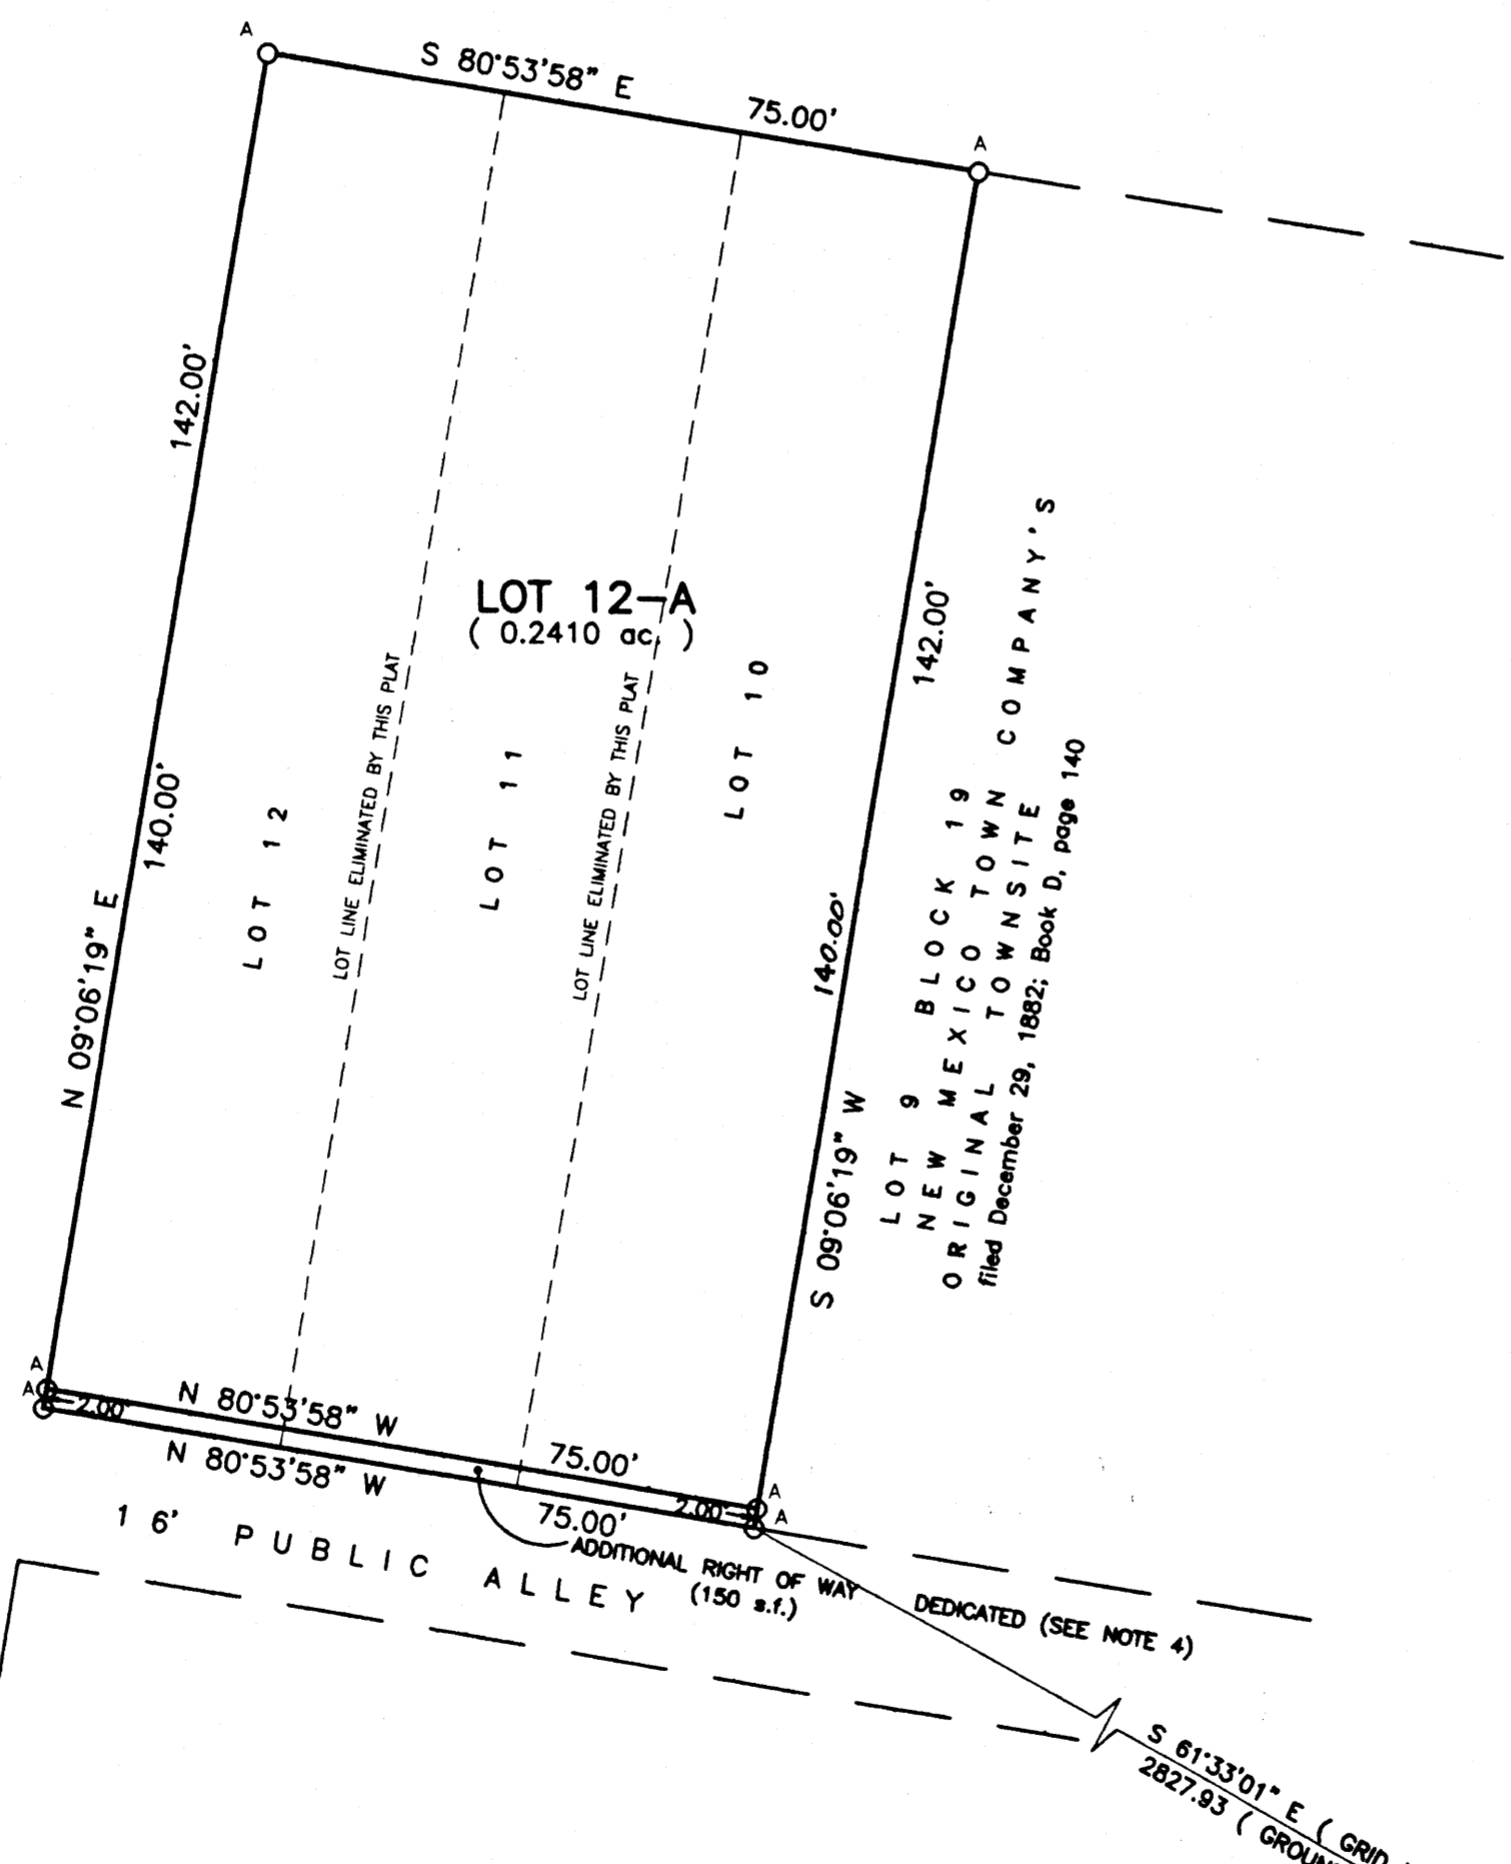 A
S 80°53'58" E
75.00'
A
142.00'
142.00'
LOT 12-A
( 0.2410 ac. )
140.00'
140.00'
N 09°06'19" E
S 09°06'19" W
LOT 12
LOT LINE ELIMINATED BY THIS PLAT
LOT 11
LOT LINE ELIMINATED BY THIS PLAT
LOT 10
LOT 9 BLOCK 19
NEW MEXICO TOWN COMPANY'S
ORIGINAL TOWNSITE
filed December 29, 1882; Book D, page 140
A
A
2.00'
N 80°53'58" W
75.00'
N 80°53'58" W
75.00'
2.00'
A
A
16' PUBLIC ALLEY
ADDITIONAL RIGHT OF WAY DEDICATED (SEE NOTE 4)
(150 s.f.)
S 61°33'01" E ( GRID
2827.93 (